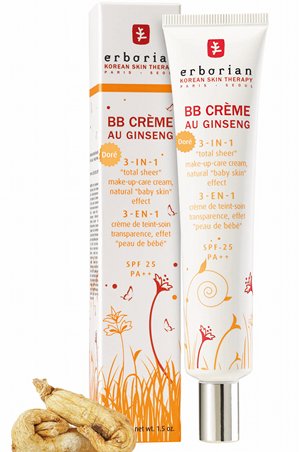 erborian
KOREAN SKIN THERAPY
PARIS - SEOUL
BB CRÈME
AU GINSENG
Doré
3-IN-1
"total sheer"
make-up-care cream,
natural "baby skin"
effect
3-EN-1
crème de teint-soin
transparence, effet
"peau de bébé"
SPF 25
PA++
net wt. 1.5 oz.
erborian
KOREAN SKIN THERAPY
PARIS - SEOUL
BB CRÈME
AU GINSENG
Doré
3-IN-1
"total sheer"
make-up-care cream,
natural "baby skin"
effect
3-EN-1
crème de teint-soin
transparence, effet
"peau de bébé"
SPF-25
PA++